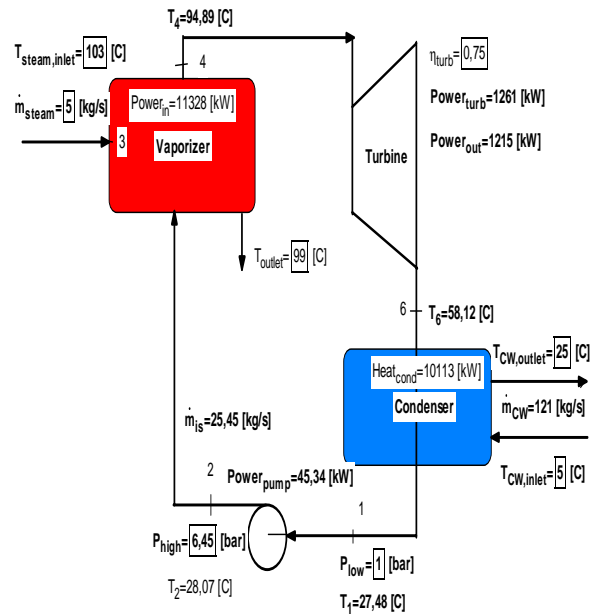 T4=94,89 [C]
Tsteam,inlet= 103 [C]
4
ηturb= 0,75
ṁsteam= 5 [kg/s]
Powerin=11328 [kW]
Powerturb=1261 [kW]
3
Vaporizer
Powerout=1215 [kW]
Turbine
Toutlet= 99 [C]
6
T6=58,12 [C]
TCW,outlet= 25 [C]
Heatcond=10113 [kW]
Condenser
ṁCW=121 [kg/s]
ṁis=25,45 [kg/s]
TCW,inlet= 5 [C]
2
Powerpump=45,34 [kW]
1
Phigh= 6,45 [bar]
Plow= 1 [bar]
T2=28,07 [C]
T1=27,48 [C]